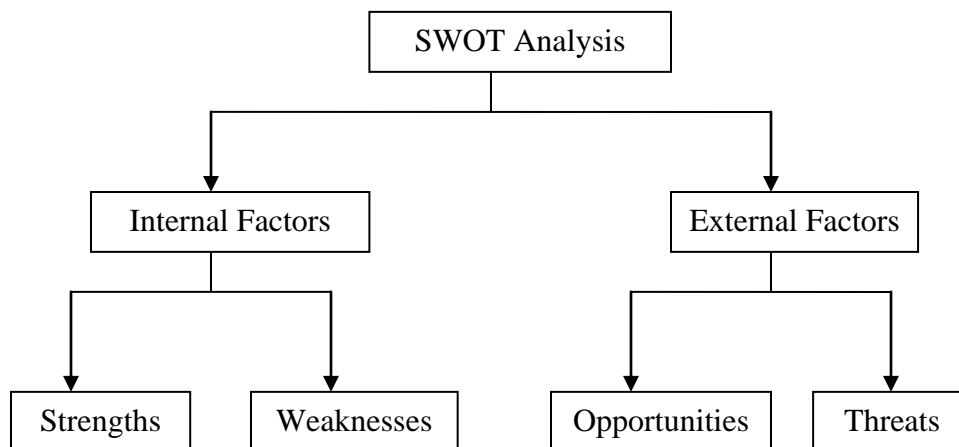 SWOT Analysis
Internal Factors
External Factors
Strengths
Weaknesses
Opportunities
Threats